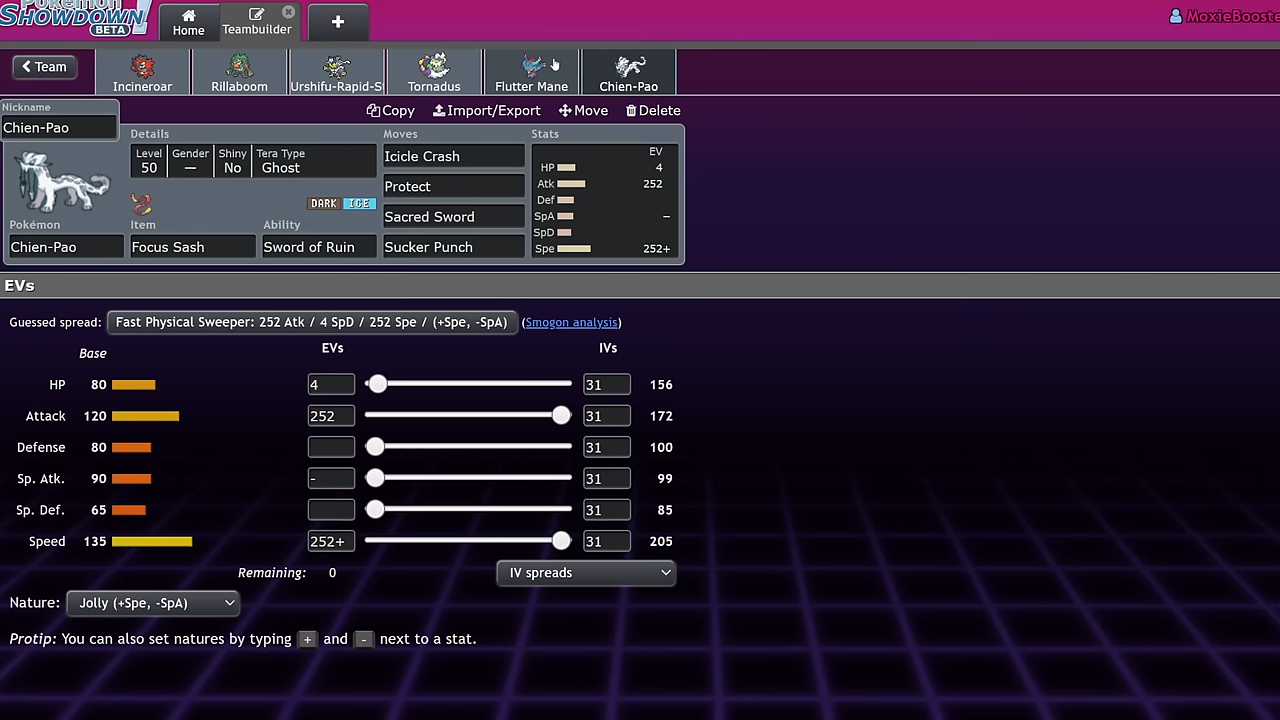 Pokémon
SHOWDOWN!
BETA
Home
Teambuilder
+
MoxieBooste
Team
Incineroar
Rillaboom
Urshifu-Rapid-S
Tornadus
Flutter Mane
Chien-Pao
Copy Import/Export Move Delete
Nickname
Chien-Pao
Details
Level
50
Gender
—
Shiny
No
Tera Type
Ghost
DARK ICE
Pokémon
Chien-Pao
Item
Focus Sash
Ability
Sword of Ruin
Moves
Icicle Crash
Protect
Sacred Sword
Sucker Punch
Stats
EV
HP 4
Atk 252
Def
SpA –
SpD
Spe 252+
EVs
Guessed spread: Fast Physical Sweeper: 252 Atk / 4 SpD / 252 Spe / (+Spe, -SpA) (Smogon analysis)
Base EVs IVs
HP 80 4 31 156
Attack 120 252 31 172
Defense 80 31 100
Sp. Atk. 90 - 31 99
Sp. Def. 65 31 85
Speed 135 252+ 31 205
Remaining: 0 IV spreads
Nature: Jolly (+Spe, -SpA)
Protip: You can also set natures by typing + and - next to a stat.